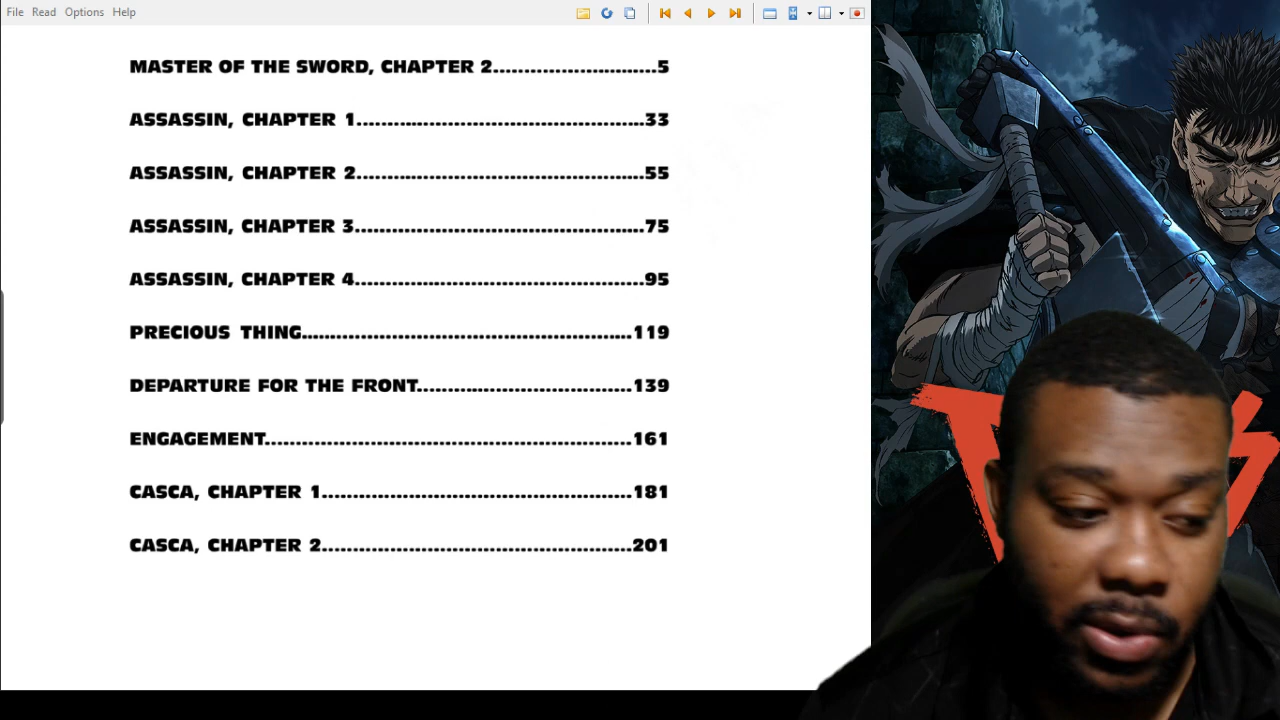 File Read Options Help
MASTER OF THE SWORD, CHAPTER 2..........................5
ASSASSIN, CHAPTER 1..............................................33
ASSASSIN, CHAPTER 2..............................................55
ASSASSIN, CHAPTER 3..............................................75
ASSASSIN, CHAPTER 4..............................................95
PRECIOUS THING.....................................................119
DEPARTURE FOR THE FRONT...................................139
ENGAGEMENT...........................................................161
CASCA, CHAPTER 1..................................................181
CASCA, CHAPTER 2..................................................201